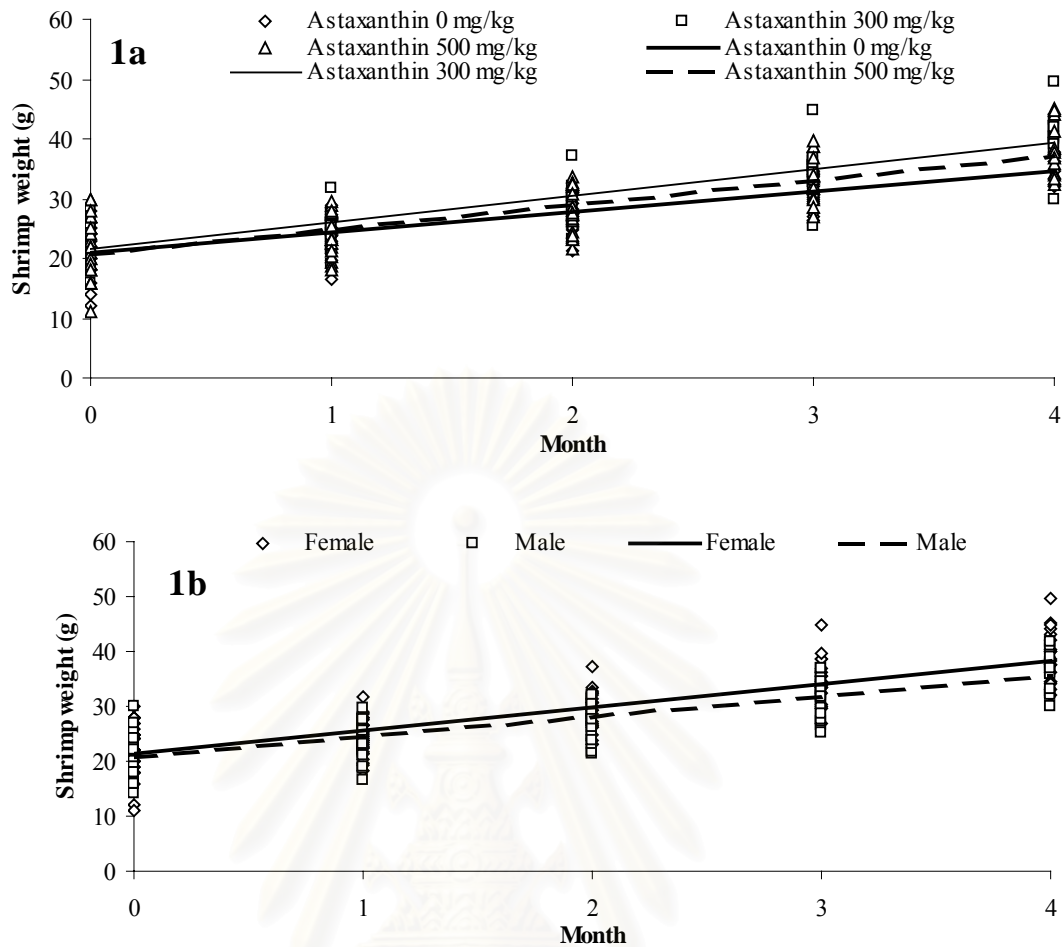 60
50
40
30
20
10
0
Shrimp weight (g)
1a
Astaxanthin 0 mg/kg
Astaxanthin 300 mg/kg
Astaxanthin 500 mg/kg
Astaxanthin 0 mg/kg
Astaxanthin 300 mg/kg
Astaxanthin 500 mg/kg
0 1 2 3 4
Month
60
50
40
30
20
10
0
Shrimp weight (g)
1b
Female Male Female Male
0 1 2 3 4
Month